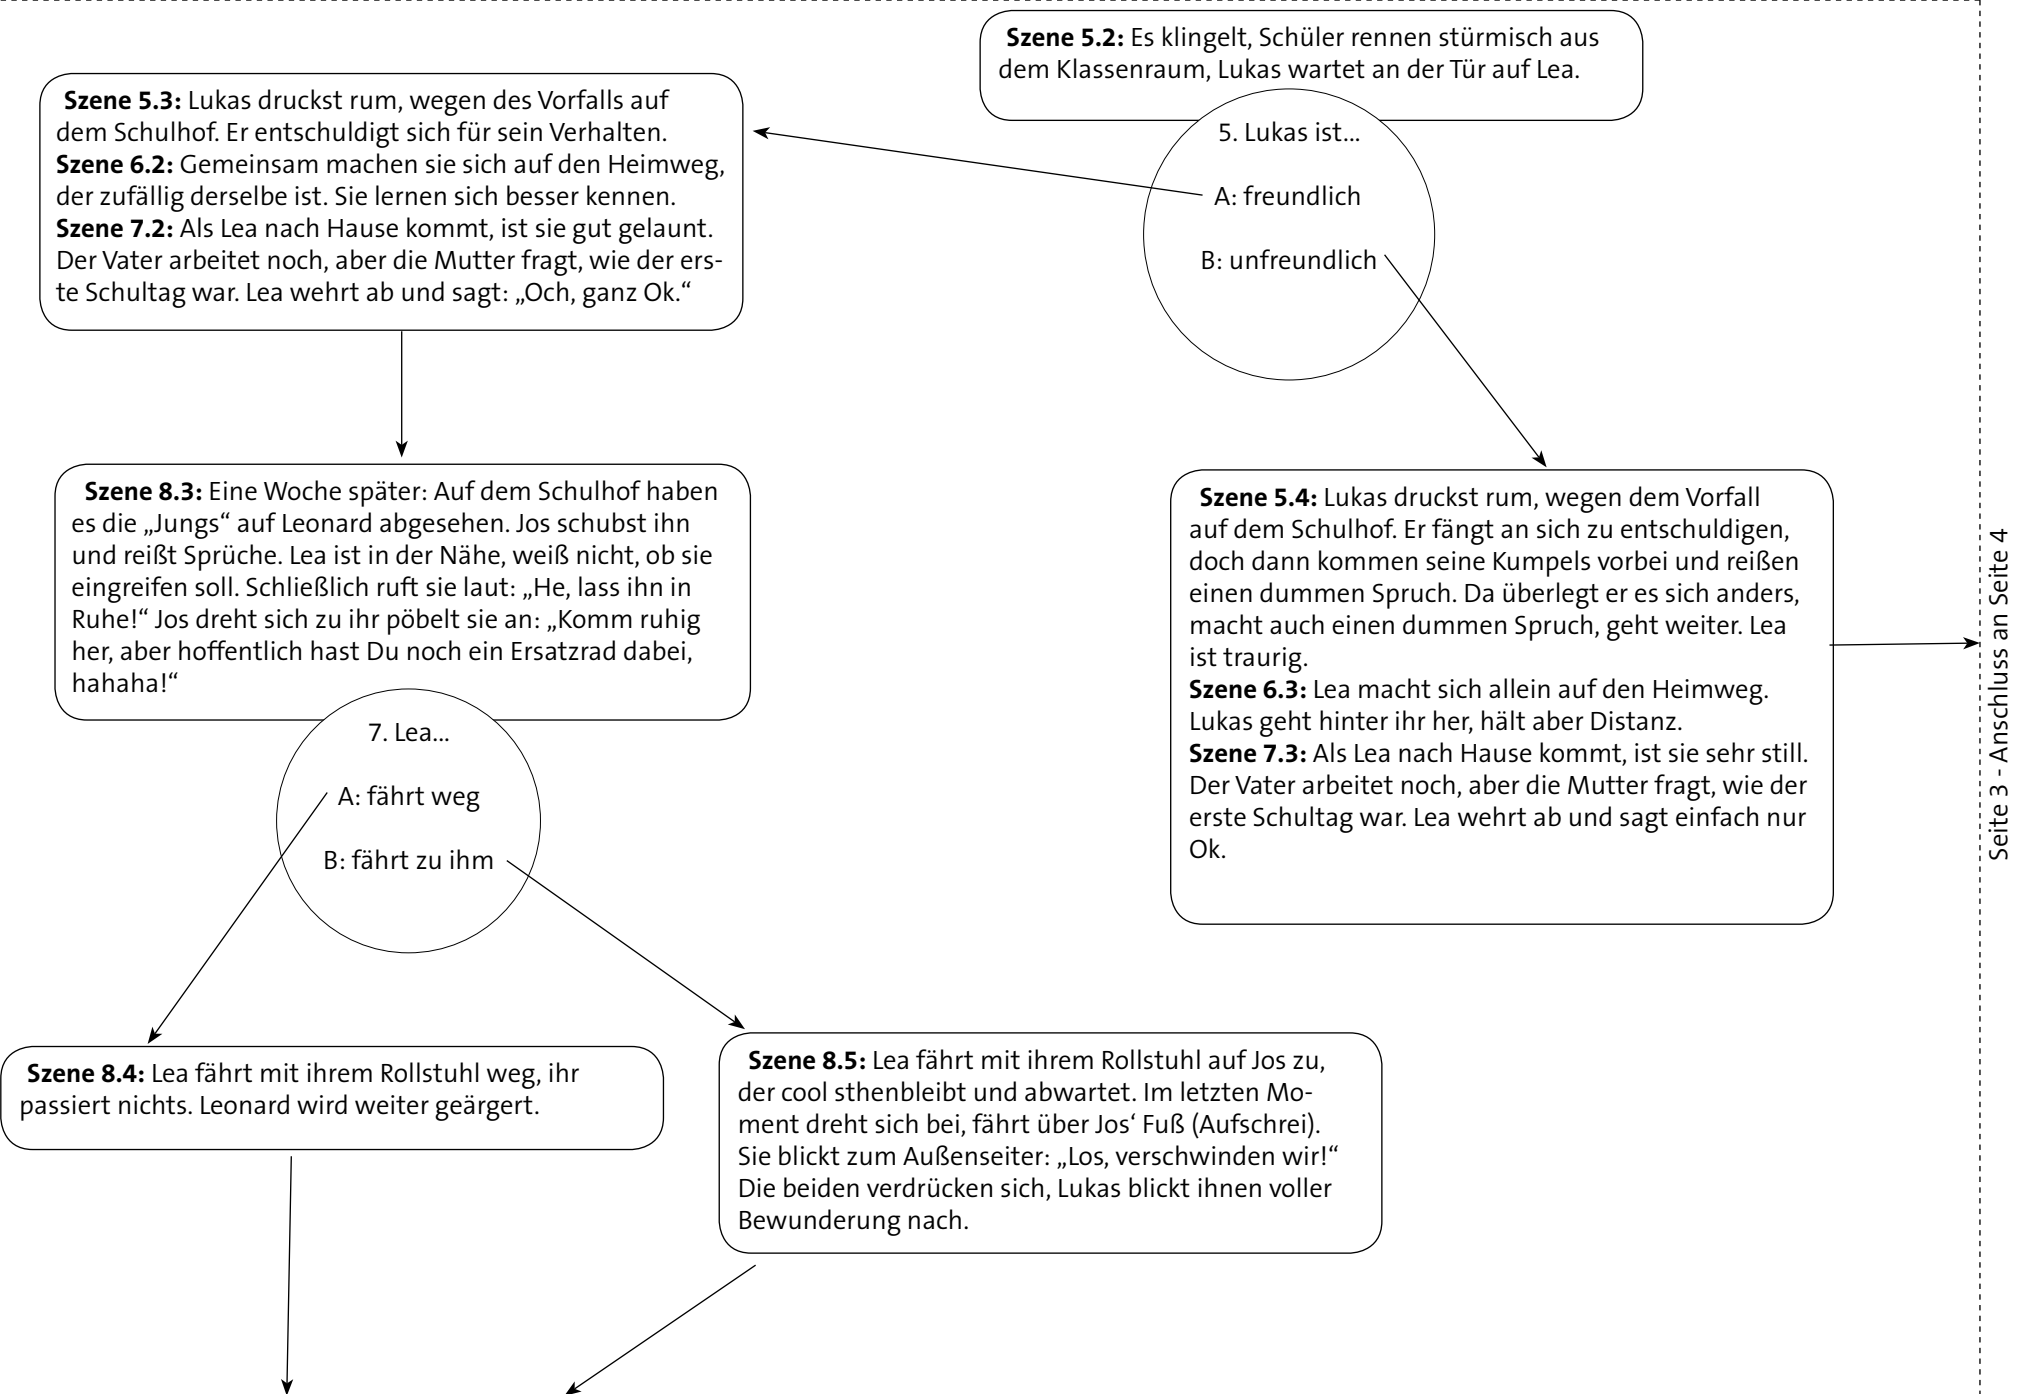 Szene 5.2: Es klingelt, Schüler rennen stürmisch aus
dem Klassenraum, Lukas wartet an der Tür auf Lea.
5. Lukas ist...
A: freundlich
B: unfreundlich
Szene 5.3: Lukas druckst rum, wegen des Vorfalls auf
dem Schulhof. Er entschuldigt sich für sein Verhalten.
Szene 6.2: Gemeinsam machen sie sich auf den Heimweg,
der zufällig derselbe ist. Sie lernen sich besser kennen.
Szene 7.2: Als Lea nach Hause kommt, ist sie gut gelaunt.
Der Vater arbeitet noch, aber die Mutter fragt, wie der ers-
te Schultag war. Lea wehrt ab und sagt: „Och, ganz Ok.“
Szene 8.3: Eine Woche später: Auf dem Schulhof haben
es die „Jungs“ auf Leonard abgesehen. Jos schubst ihn
und reißt Sprüche. Lea ist in der Nähe, weiß nicht, ob sie
eingreifen soll. Schließlich ruft sie laut: „He, lass ihn in
Ruhe!“ Jos dreht sich zu ihr pöbelt sie an: „Komm ruhig
her, aber hoffentlich hast Du noch ein Ersatzrad dabei,
hahaha!“
7. Lea...
A: fährt weg
B: fährt zu ihm
Szene 5.4: Lukas druckst rum, wegen dem Vorfall
auf dem Schulhof. Er fängt an sich zu entschuldigen,
doch dann kommen seine Kumpels vorbei und reißen
einen dummen Spruch. Da überlegt er es sich anders,
macht auch einen dummen Spruch, geht weiter. Lea
ist traurig.
Szene 6.3: Lea macht sich allein auf den Heimweg.
Lukas geht hinter ihr her, hält aber Distanz.
Szene 7.3: Als Lea nach Hause kommt, ist sie sehr still.
Der Vater arbeitet noch, aber die Mutter fragt, wie der
erste Schultag war. Lea wehrt ab und sagt einfach nur
Ok.
Seite 3 - Anschluss an Seite 4
Szene 8.4: Lea fährt mit ihrem Rollstuhl weg, ihr
passiert nichts. Leonard wird weiter geärgert.
Szene 8.5: Lea fährt mit ihrem Rollstuhl auf Jos zu,
der cool sthenbleibt und abwartet. Im letzten Mo-
ment dreht sich bei, fährt über Jos‘ Fuß (Aufschrei).
Sie blickt zum Außenseiter: „Los, verschwinden wir!“
Die beiden verdrücken sich, Lukas blickt ihnen voller
Bewunderung nach.